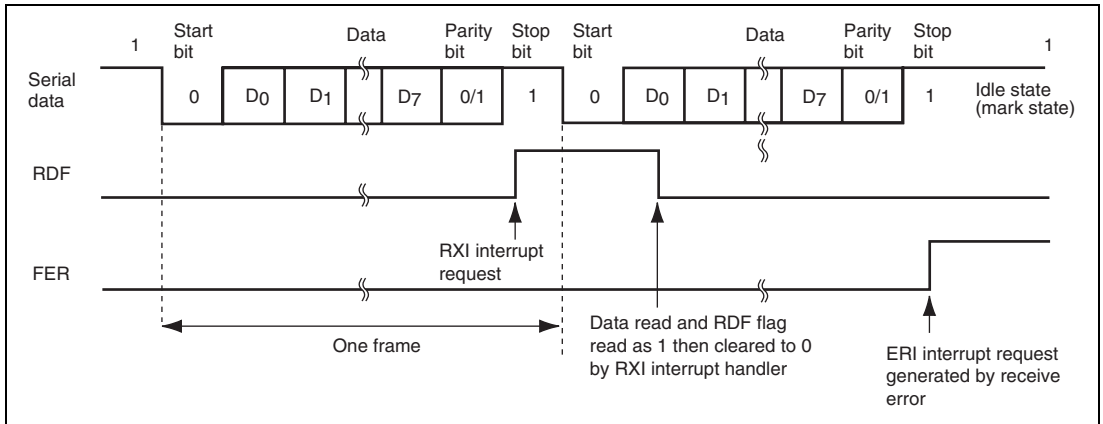 1
Start bit
Data
Parity bit
Stop bit
Start bit
Data
Parity bit
Stop bit
1
Serial data
0
D0
D1
D7
0/1
1
0
D0
D1
D7
0/1
1
Idle state (mark state)
RDF
RXI interrupt request
FER
One frame
Data read and RDF flag
read as 1 then cleared to 0
by RXI interrupt handler
ERI interrupt request
generated by receive
error